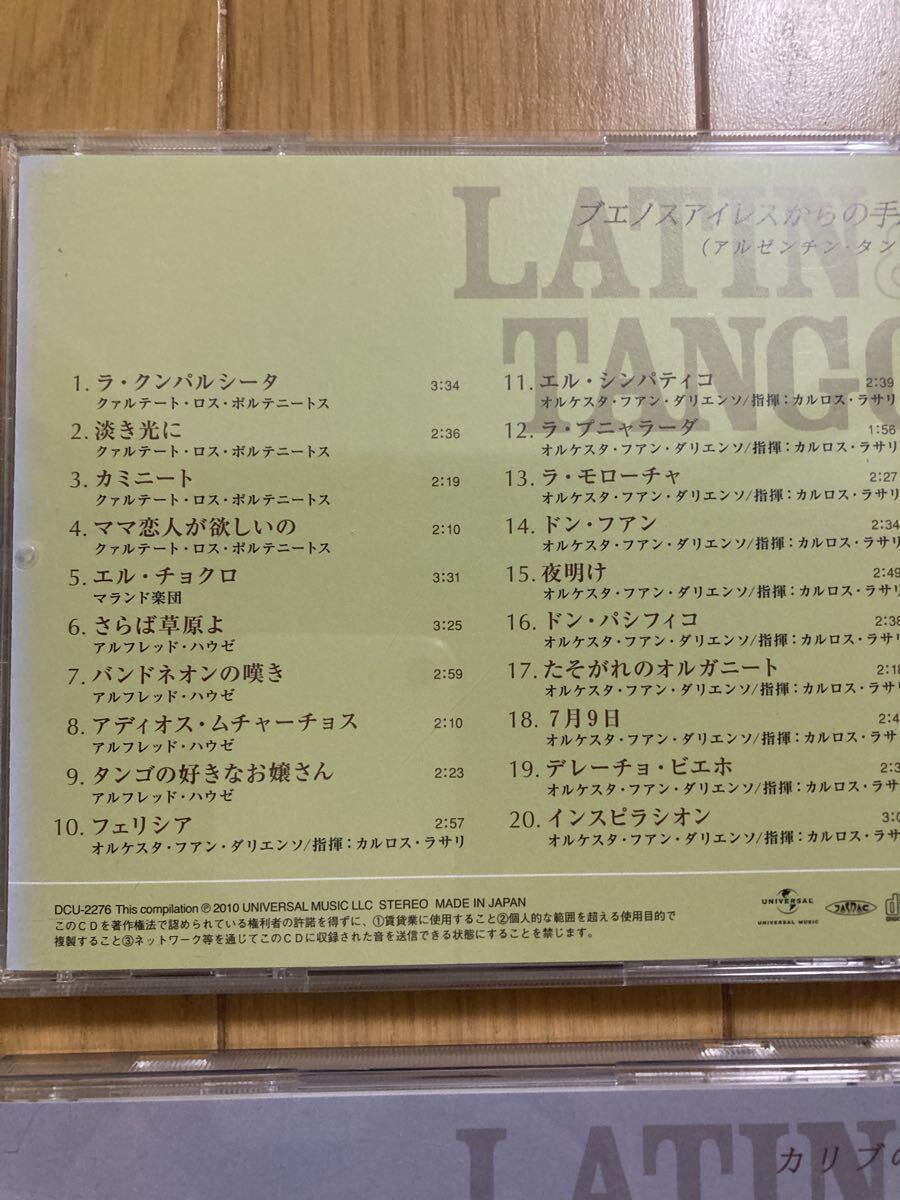 LATIN &
TANGO
ブエノスアイレスからの手
(アルゼンチン・タン
1. ラ・クンパルシータ 3:34
クァルテート・ロス・ポルテニートス
2. 淡き光に 2:36
クァルテート・ロス・ポルテニートス
3. カミニート 2:19
クァルテート・ロス・ポルテニートス
4. ママ恋人が欲しいの 2:10
クァルテート・ロス・ポルテニートス
5. エル・チョクロ 3:31
マランド楽団
6. さらば草原よ 3:25
アルフレッド・ハウゼ
7. バンドネオンの嘆き 2:59
アルフレッド・ハウゼ
8. アディオス・ムチャーチョス 2:10
アルフレッド・ハウゼ
9. タンゴの好きなお嬢さん 2:23
アルフレッド・ハウゼ
10. フェリシア 2:57
オルケスタ・フアン・ダリエンソ/指揮:カルロス・ラサリ
11. エル・シンパティコ 2:39
オルケスタ・フアン・ダリエンソ/指揮:カルロス・ラサリ
12. ラ・プニャラーダ 1:56
オルケスタ・フアン・ダリエンソ/指揮:カルロス・ラサリ
13. ラ・モローチャ 2:27
オルケスタ・フアン・ダリエンソ/指揮:カルロス・ラサリ
14. ドン・フアン 2:34
オルケスタ・フアン・ダリエンソ/指揮:カルロス・ラサリ
15. 夜明け 2:49
オルケスタ・フアン・ダリエンソ/指揮:カルロス・ラサリ
16. ドン・パシフィコ 2:38
オルケスタ・フアン・ダリエンソ/指揮:カルロス・ラサリ
17. たそがれのオルガニート 2:18
オルケスタ・フアン・ダリエンソ/指揮:カルロス・ラサリ
18. 7月9日 2:4
オルケスタ・フアン・ダリエンソ/指揮:カルロス・ラサ
19. デレーチョ・ビエホ 2:3
オルケスタ・フアン・ダリエンソ/指揮:カルロス・ラサ
20. インスピラシオン 3:0
オルケスタ・フアン・ダリエンソ/指揮:カルロス・ラサ
DCU-2276 This compilation ℗ 2010 UNIVERSAL MUSIC LLC STEREO MADE IN JAPAN
このCDを著作権法で認められている権利者の許諾を得ずに、①賃貸業に使用すること②個人的な範囲を超える使用目的で
複製すること③ネットワーク等を通じてこのCDに収録された音を送信できる状態にすることを禁じます。
UNIVERSAL
UNIVERSAL MUSIC
JASRAC
LATIN
カリブの